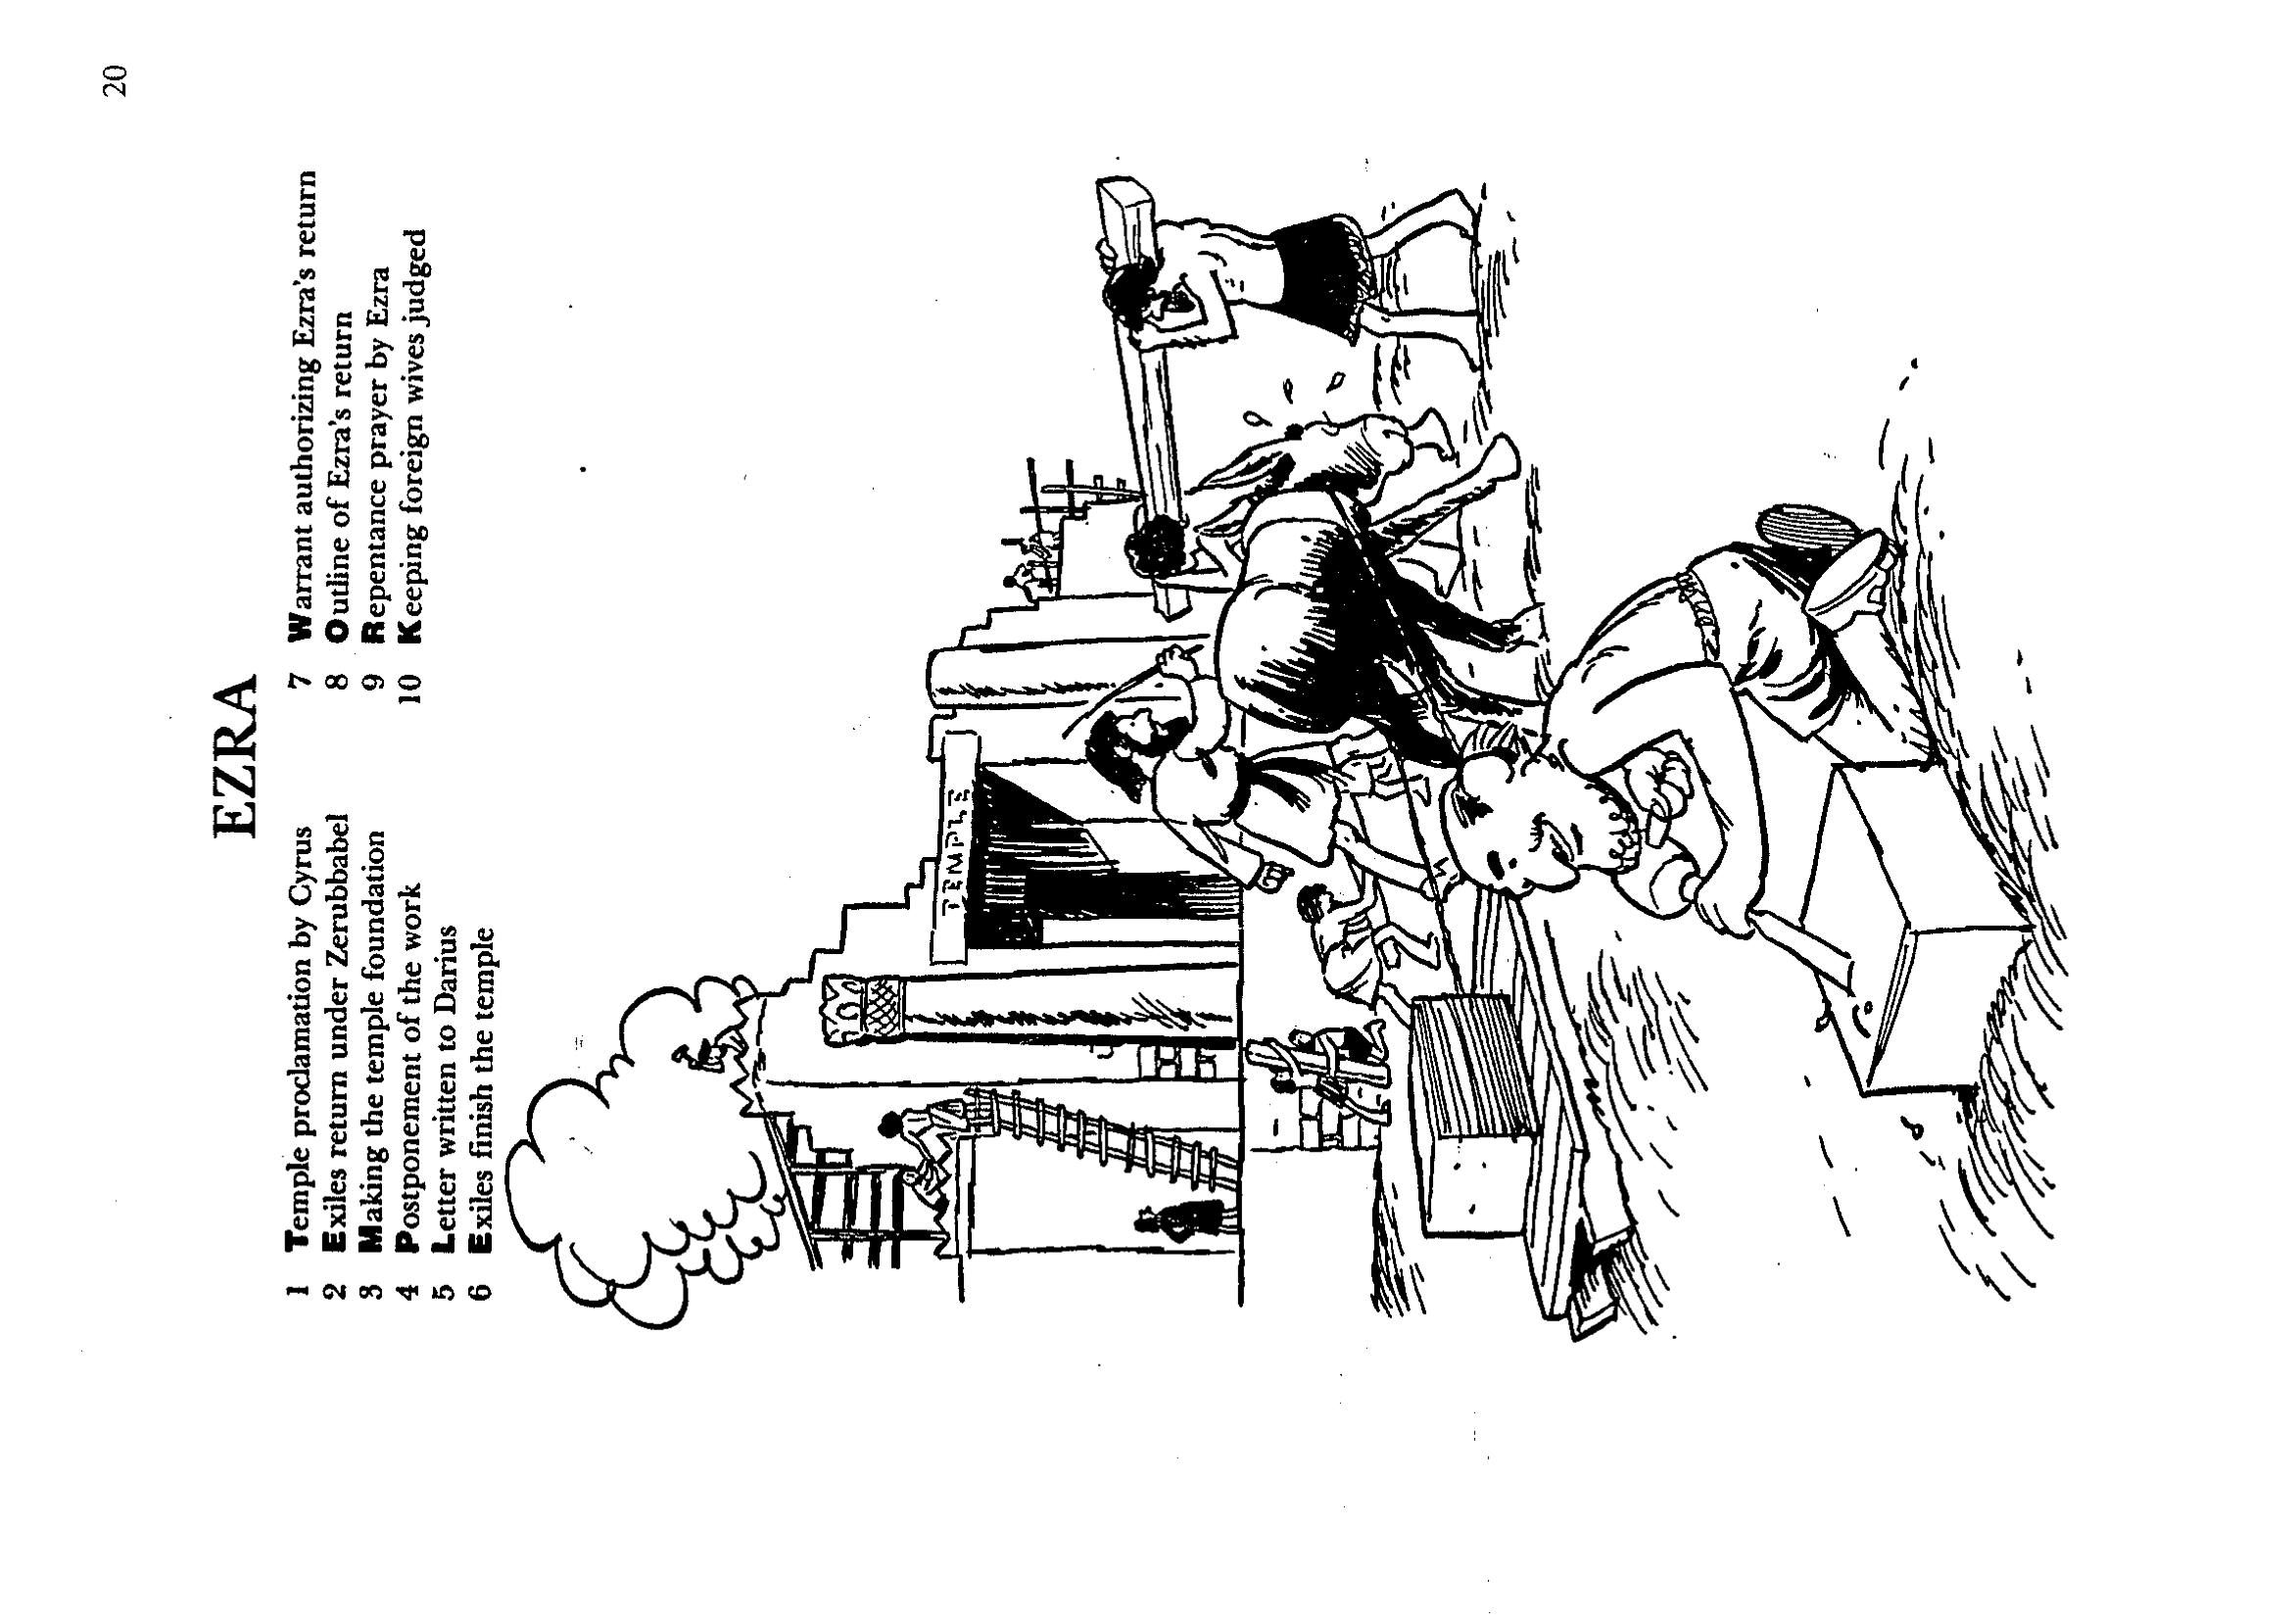 20
EZRA
1 Temple proclamation by Cyrus
2 Exiles return under Zerubbabel
3 Making the temple foundation
4 Postponement of the work
5 Letter written to Darius
6 Exiles finish the temple
7 Warrant authorizing Ezra's return
8 Outline of Ezra's return
9 Repentance prayer by Ezra
10 Keeping foreign wives judged
TEMPLE